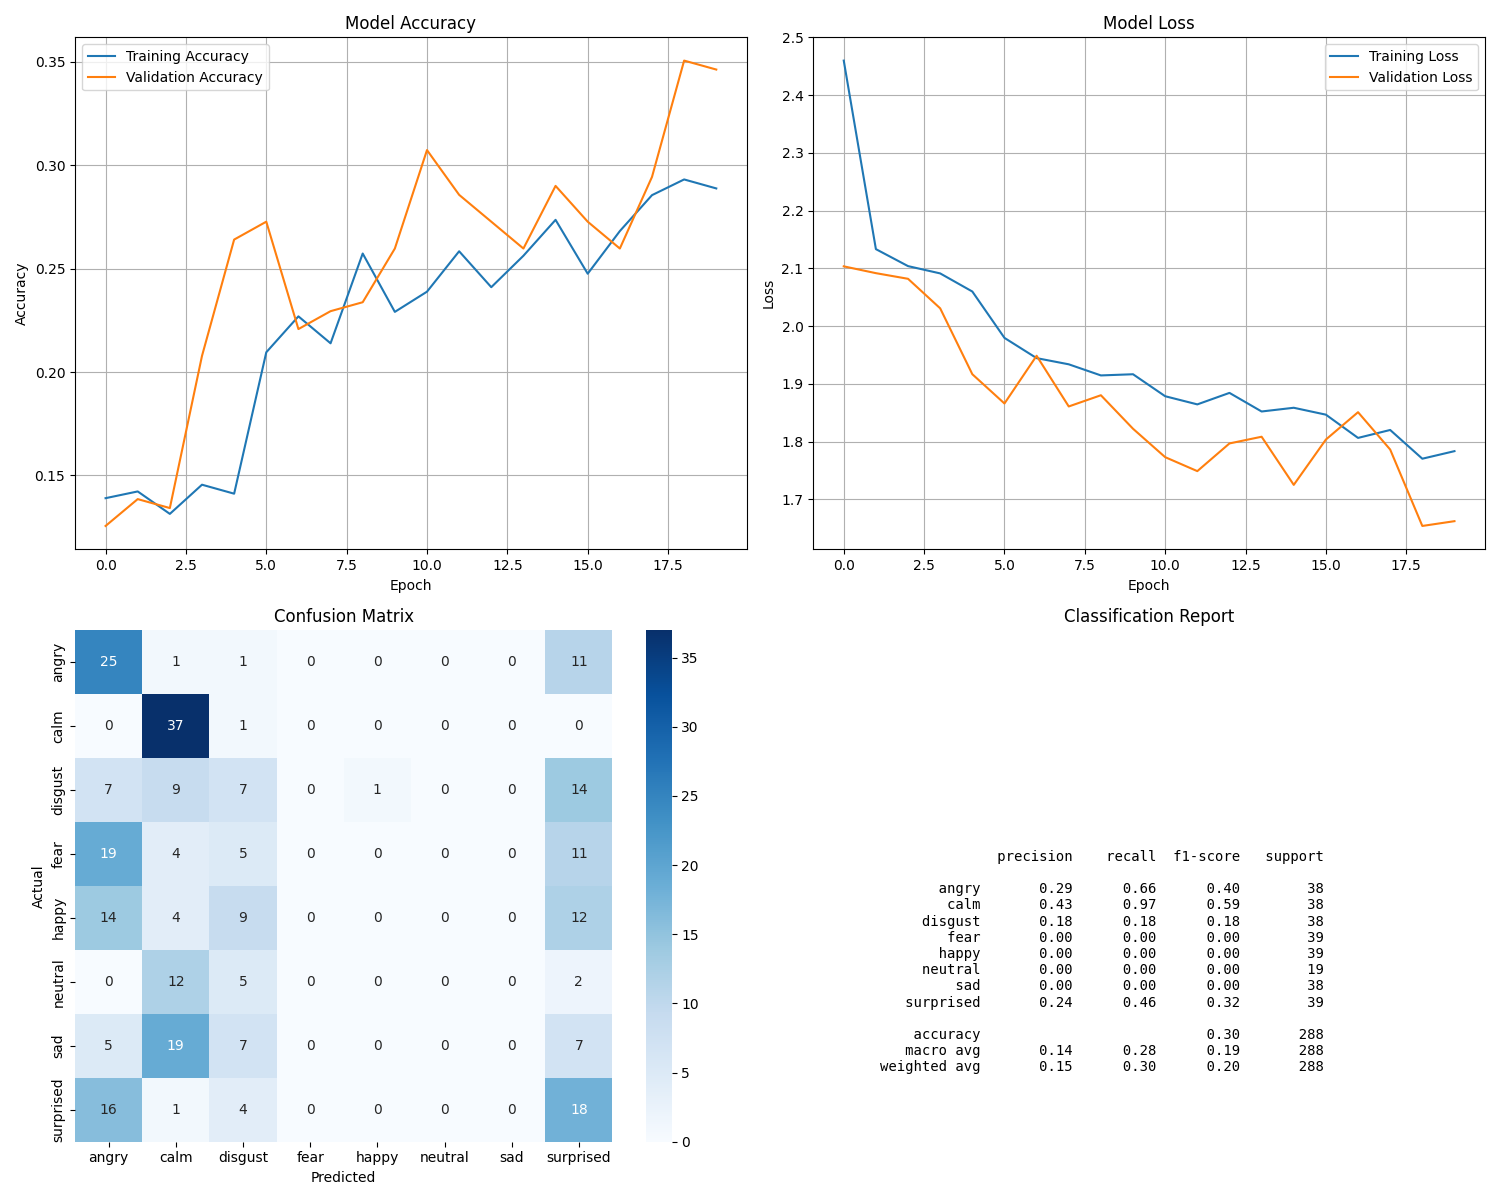 Model Accuracy
Training Accuracy
Validation Accuracy
0.35
0.30
0.25
0.20
0.15
Accuracy
0.0 2.5 5.0 7.5 10.0 12.5 15.0 17.5
Epoch
Model Loss
Training Loss
Validation Loss
2.5
2.4
2.3
2.2
2.1
2.0
1.9
1.8
1.7
Loss
0.0 2.5 5.0 7.5 10.0 12.5 15.0 17.5
Epoch
Confusion Matrix
Actual
angry 25 1 1 0 0 0 0 11
calm 0 37 1 0 0 0 0 0
disgust 7 9 7 0 1 0 0 14
fear 19 4 5 0 0 0 0 11
happy 14 4 9 0 0 0 0 12
neutral 0 12 5 0 0 0 0 2
sad 5 19 7 0 0 0 0 7
surprised 16 1 4 0 0 0 0 18
angry calm disgust fear happy neutral sad surprised
Predicted
35
30
25
20
15
10
5
0
Classification Report
precision recall f1-score support
angry 0.29 0.66 0.40 38
calm 0.43 0.97 0.59 38
disgust 0.18 0.18 0.18 38
fear 0.00 0.00 0.00 39
happy 0.00 0.00 0.00 39
neutral 0.00 0.00 0.00 19
sad 0.00 0.00 0.00 38
surprised 0.24 0.46 0.32 39
accuracy 0.30 288
macro avg 0.14 0.28 0.19 288
weighted avg 0.15 0.30 0.20 288